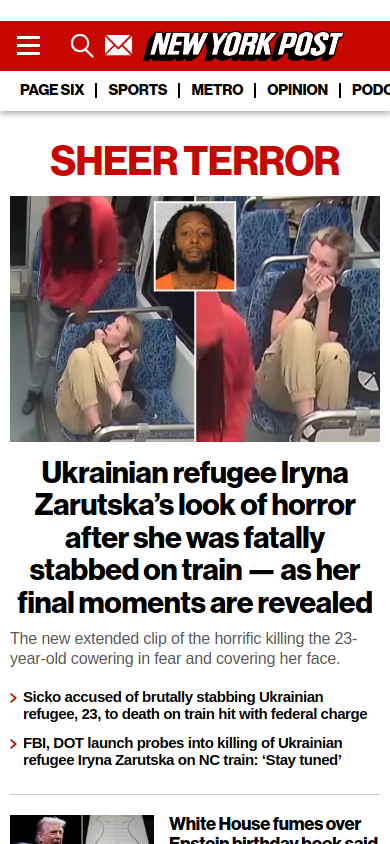 NEW YORK POST
PAGE SIX
SPORTS
METRO
OPINION
PODC
SHEER TERROR
Ukrainian refugee Iryna
Zarutska’s look of horror
after she was fatally
stabbed on train — as her
final moments are revealed
The new extended clip of the horrific killing the 23-
year-old cowering in fear and covering her face.
Sicko accused of brutally stabbing Ukrainian
refugee, 23, to death on train hit with federal charge
FBI, DOT launch probes into killing of Ukrainian
refugee Iryna Zarutska on NC train: ‘Stay tuned’
White House fumes over
Epstein birthday book said